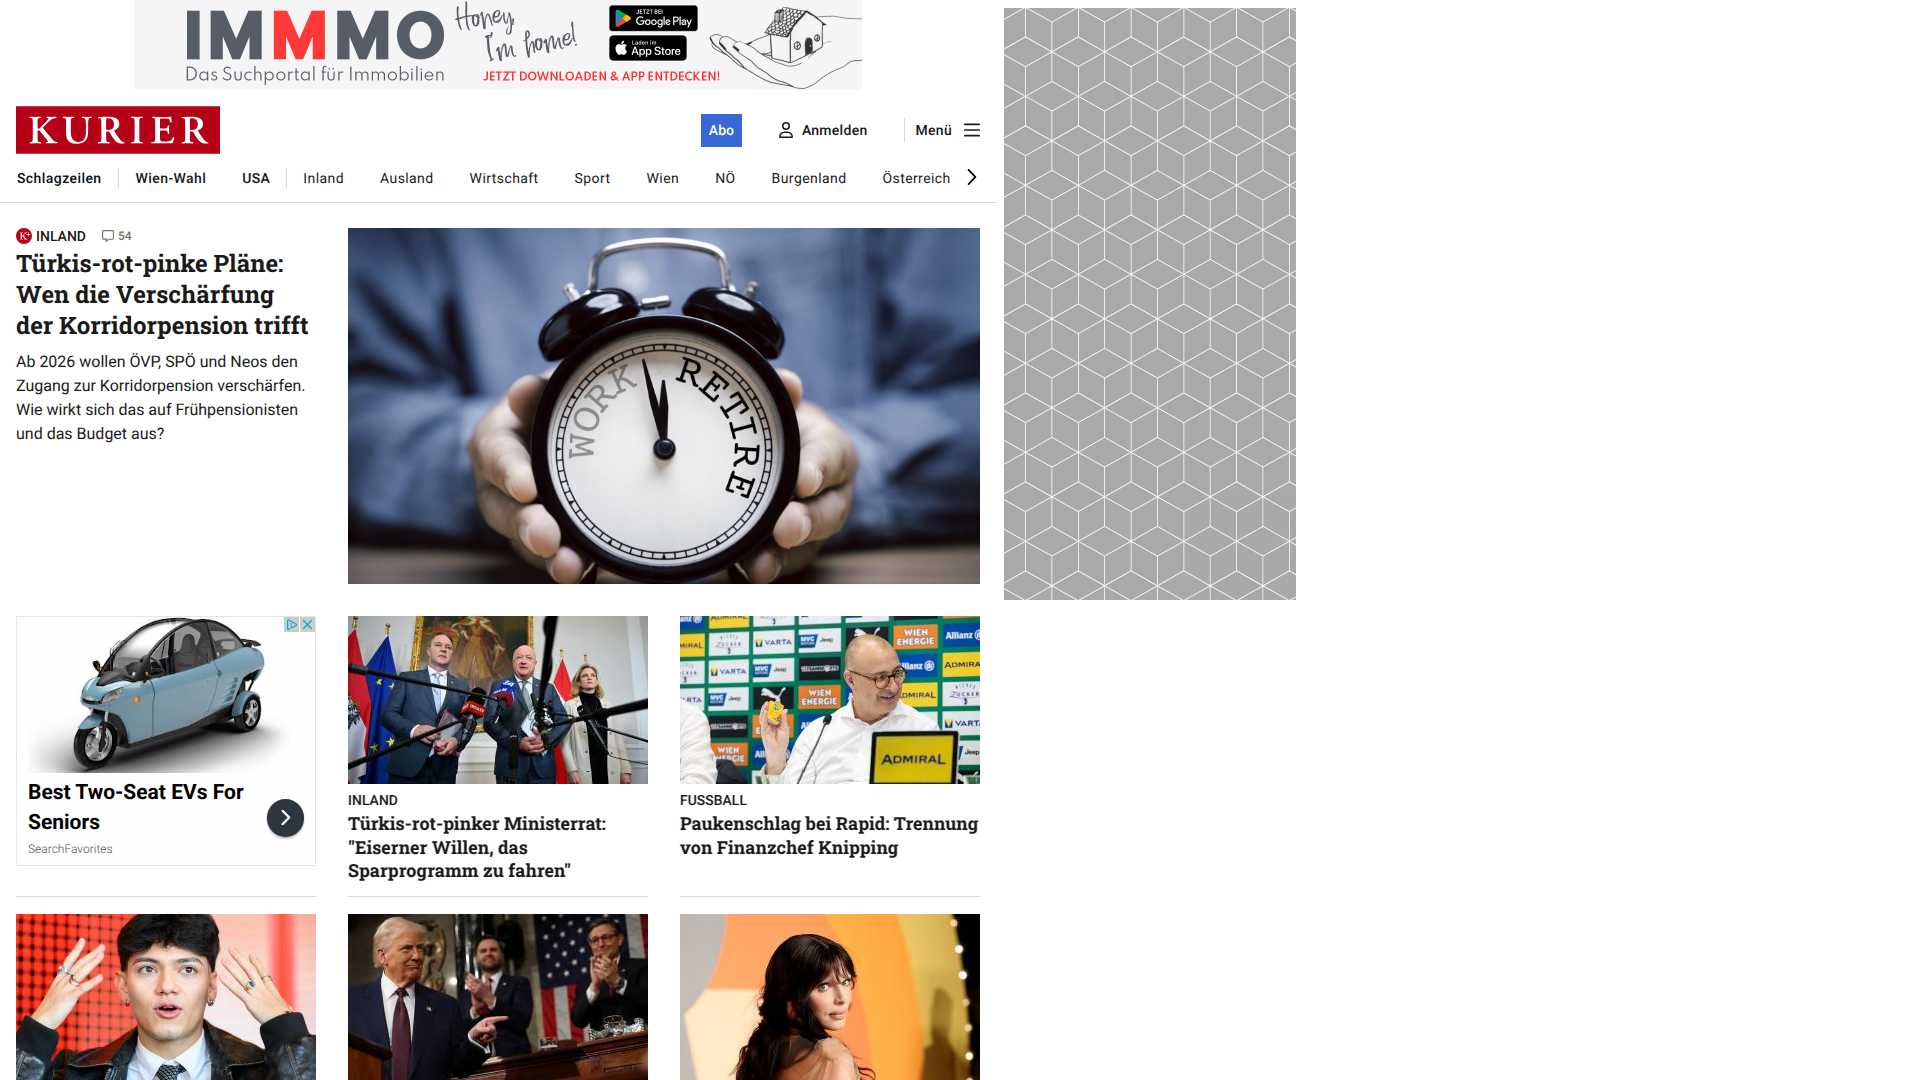 IMMMO
Das Suchportal für Immobilien
Honey, I'm home!
JETZT BEI Google Play
Laden im App Store
JETZT DOWNLOADEN & APP ENTDECKEN!
KURIER
Abo
Anmelden
Menü
Schlagzeilen Wien-Wahl USA Inland Ausland Wirtschaft Sport Wien NÖ Burgenland Österreich
INLAND 54
Türkis-rot-pinke Pläne:
Wen die Verschärfung
der Korridorpension trifft
Ab 2026 wollen ÖVP, SPÖ und Neos den
Zugang zur Korridorpension verschärfen.
Wie wirkt sich das auf Frühpensionisten
und das Budget aus?
WORK
RETIRE
Best Two-Seat EVs For
Seniors
SearchFavorites
INLAND
Türkis-rot-pinker Ministerrat:
"Eiserner Willen, das
Sparprogramm zu fahren"
WIEN ENERGIE
Allianz
VARTA
MVC
Jeep
ADMIRAL
FUSSBALL
Paukenschlag bei Rapid: Trennung
von Finanzchef Knipping